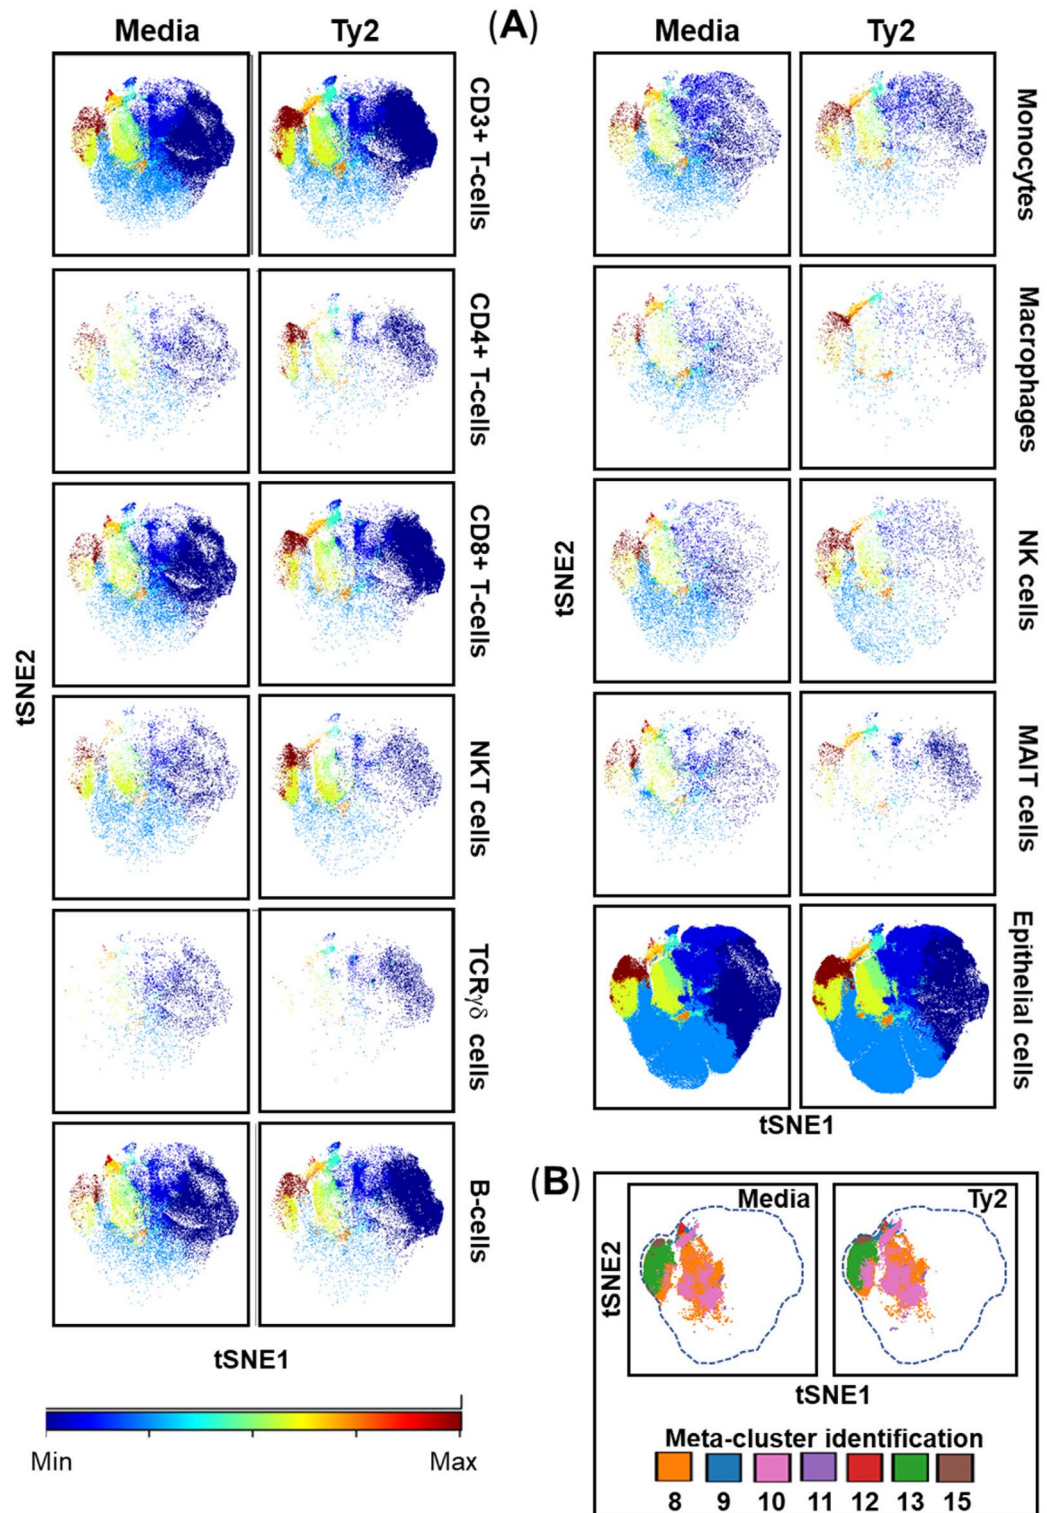 (A)
Media Ty2
CD3+ T-cells
CD4+ T-cells
CD8+ T-cells
NKT cells
TCRγδ cells
B-cells
tSNE2
tSNE1
Min Max
Media Ty2
Monocytes
Macrophages
NK cells
MAIT cells
Epithelial cells
tSNE2
tSNE1
(B)
Media Ty2
tSNE2
tSNE1
Meta-cluster identification
8 9 10 11 12 13 15